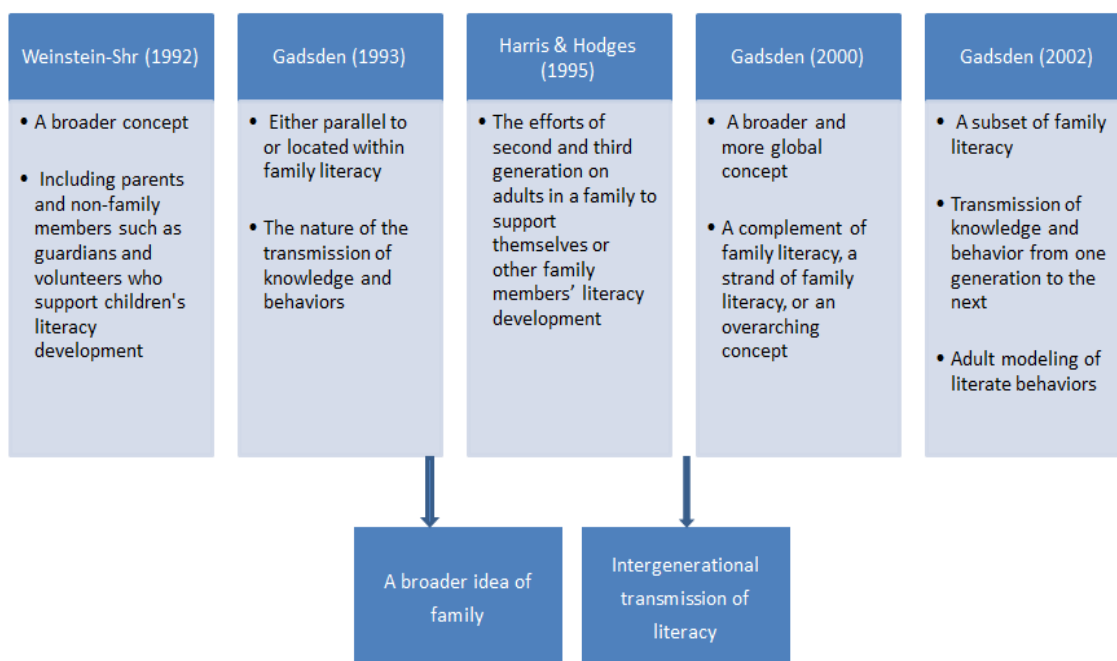 Weinstein-Shr (1992)
• A broader concept
• Including parents
and non-family
members such as
guardians and
volunteers who
support children's
literacy
development
Gadsden (1993)
• Either parallel to
or located within
family literacy
• The nature of the
transmission of
knowledge and
behaviors
Harris & Hodges
(1995)
• The efforts of
second and third
generation on
adults in a family to
support
themselves or
other family
members’ literacy
development
Gadsden (2000)
• A broader and
more global
concept
• A complement of
family literacy, a
strand of family
literacy, or an
overarching
concept
Gadsden (2002)
• A subset of family
literacy
• Transmission of
knowledge and
behavior from one
generation to the
next
• Adult modeling of
literate behaviors
A broader idea of
family
Intergenerational
transmission of
literacy